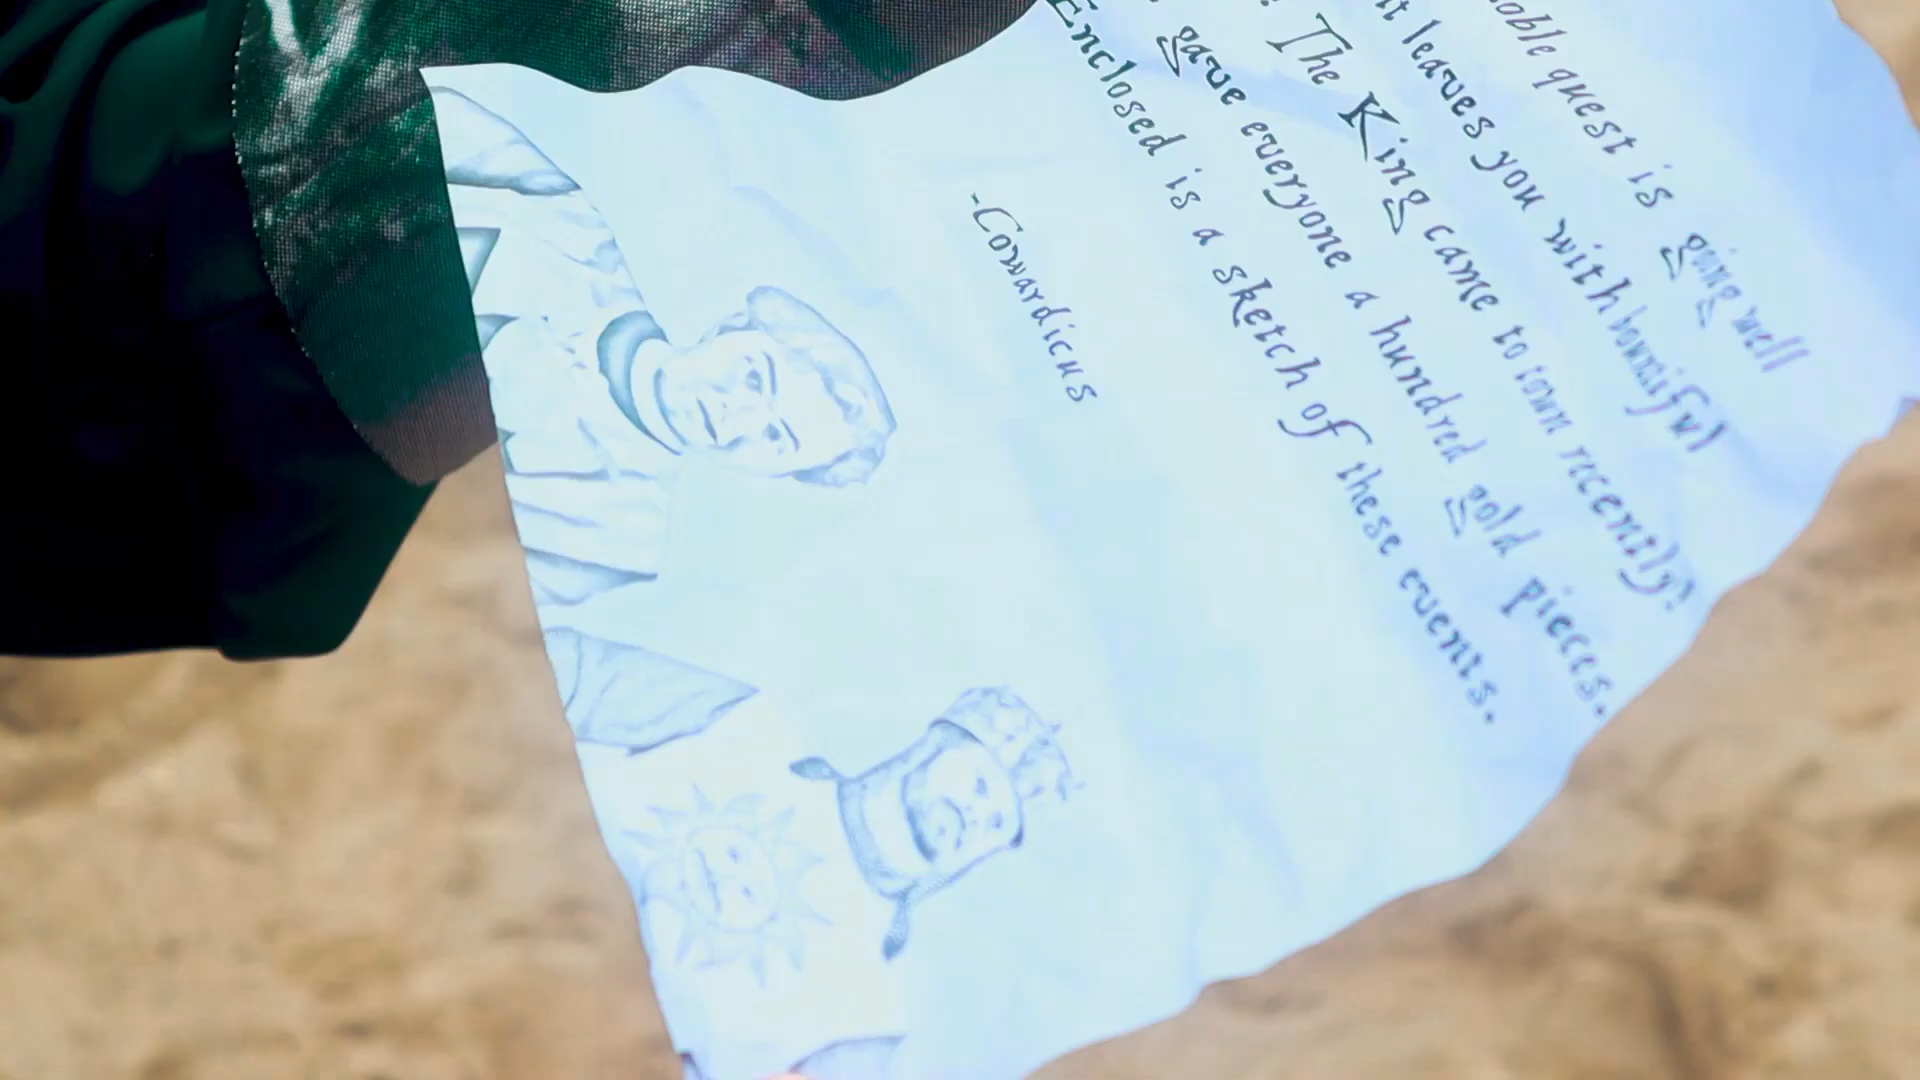 noble quest is going well
it leaves you with bountiful
? The King came to town recently?
gave everyone a hundred gold pieces.
Enclosed is a sketch of these events.
-Cowardicus